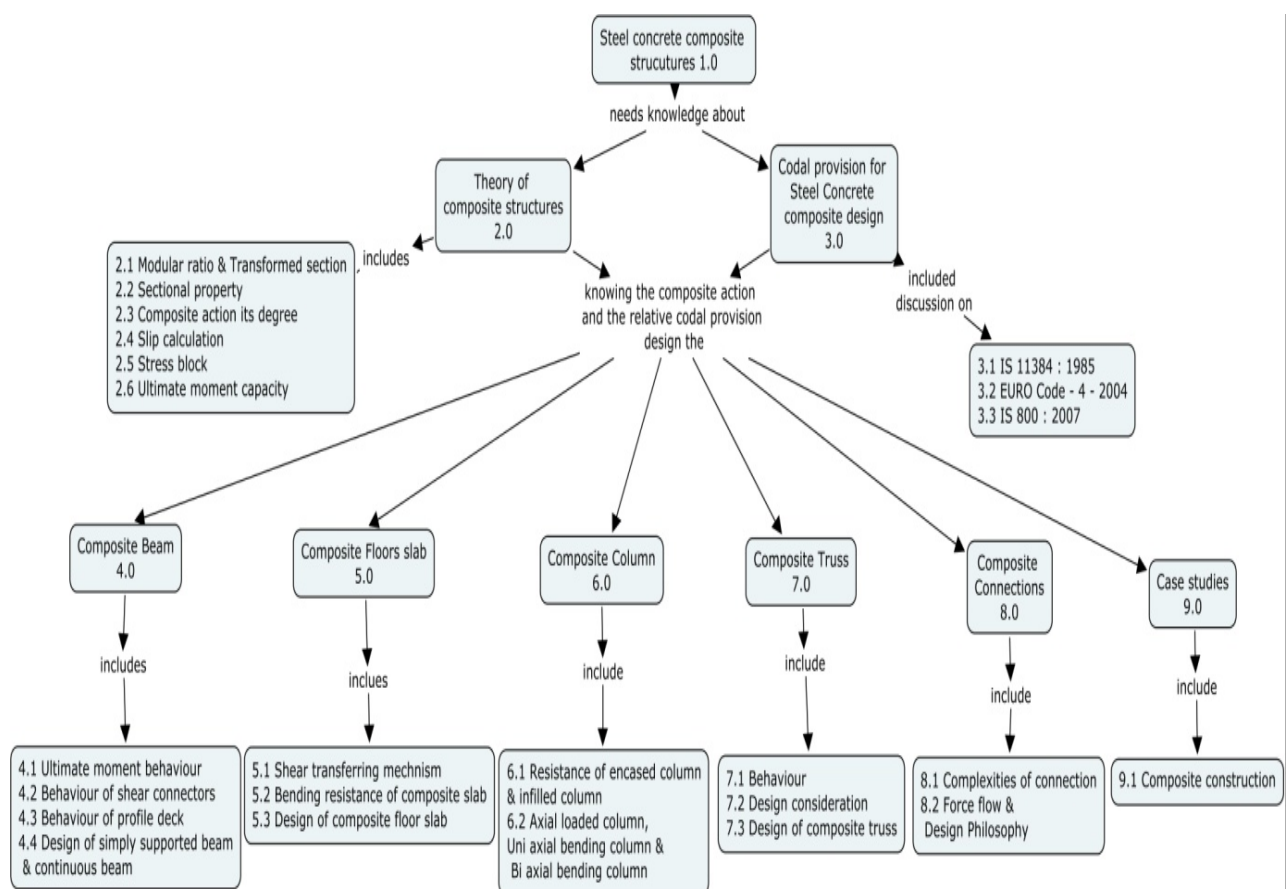 Steel concrete composite
strucutures 1.0
needs knowledge about
Theory of
composite structures
2.0
Codal provision for
Steel Concrete
composite design
3.0
includes
2.1 Modular ratio & Transformed section
2.2 Sectional property
2.3 Composite action its degree
2.4 Slip calculation
2.5 Stress block
2.6 Ultimate moment capacity
knowing the composite action
and the relative codal provision
design the
included
discussion on
3.1 IS 11384 : 1985
3.2 EURO Code - 4 - 2004
3.3 IS 800 : 2007
Composite Beam
4.0
Composite Floors slab
5.0
Composite Column
6.0
Composite Truss
7.0
Composite
Connections
8.0
Case studies
9.0
includes
inclues
include
include
include
include
4.1 Ultimate moment behaviour
4.2 Behaviour of shear connectors
4.3 Behaviour of profile deck
4.4 Design of simply supported beam
& continuous beam
5.1 Shear transferring mechnism
5.2 Bending resistance of composite slab
5.3 Design of composite floor slab
6.1 Resistance of encased column
& infilled column
6.2 Axial loaded column,
Uni axial bending column &
Bi axial bending column
7.1 Behaviour
7.2 Design consideration
7.3 Design of composite truss
8.1 Complexities of connection
8.2 Force flow &
Design Philosophy
9.1 Composite construction